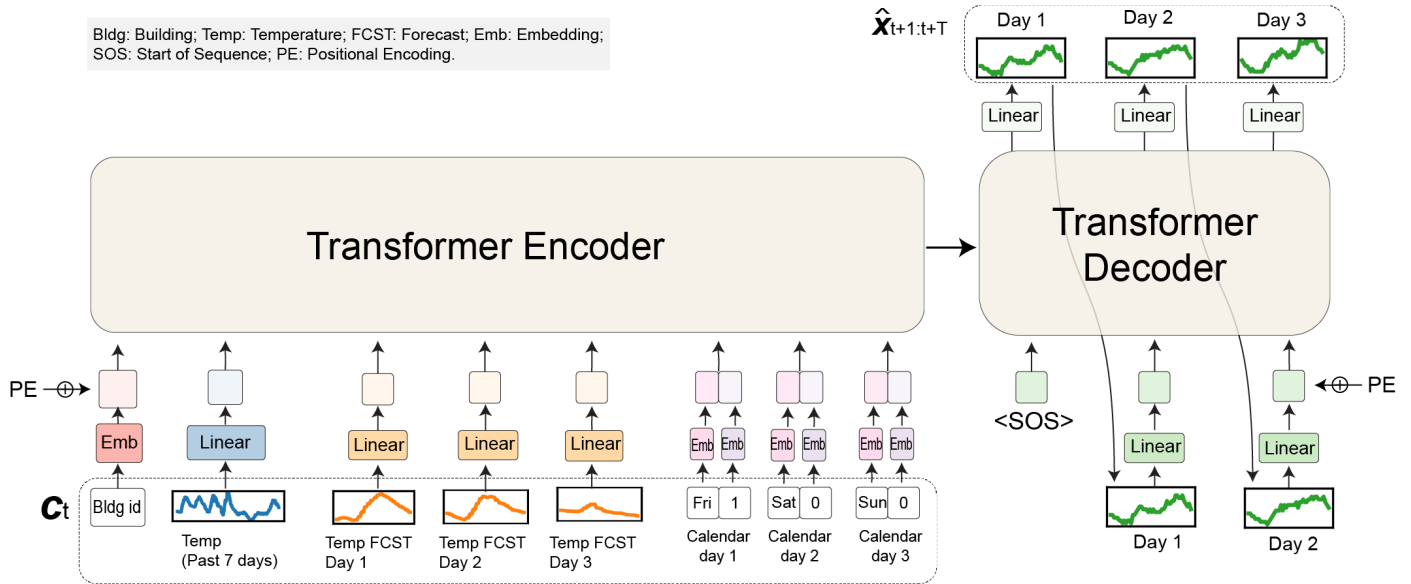 Bldg: Building; Temp: Temperature; FCST: Forecast; Emb: Embedding;
SOS: Start of Sequence; PE: Positional Encoding.
x̂t+1:t+T
Day 1
Day 2
Day 3
Linear
Linear
Linear
Transformer Encoder
Transformer
Decoder
PE
PE
<SOS>
Emb
Linear
Linear
Linear
Linear
Emb
Emb
Emb
Emb
Emb
Emb
Linear
Linear
Ct
Bldg id
Fri
1
Sat
0
Sun
0
Temp
(Past 7 days)
Temp FCST
Day 1
Temp FCST
Day 2
Temp FCST
Day 3
Calendar
day 1
Calendar
day 2
Calendar
day 3
Day 1
Day 2